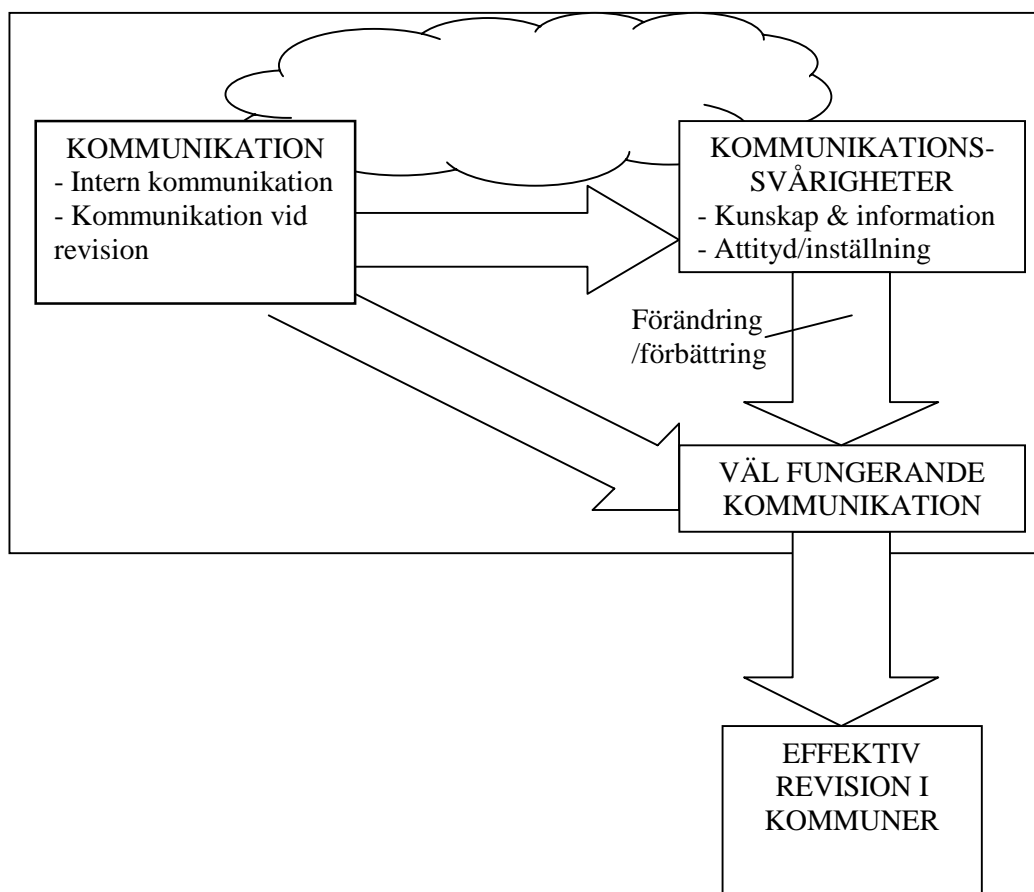 KOMMUNIKATION
- Intern kommunikation
- Kommunikation vid
revision
KOMMUNIKATIONS-
SVÅRIGHETER
- Kunskap & information
- Attityd/inställning
Förändring
/förbättring
VÄL FUNGERANDE
KOMMUNIKATION
EFFEKTIV
REVISION I
KOMMUNER